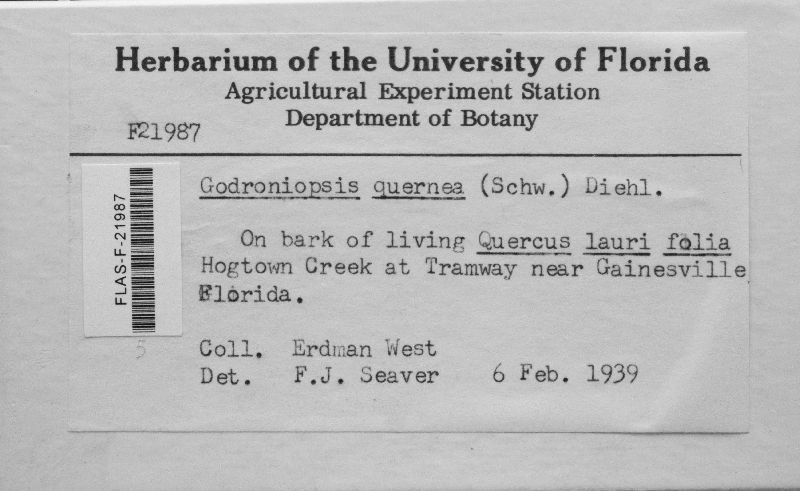 Herbarium of the University of Florida
Agricultural Experiment Station
Department of Botany
F21987
FLAS-F-21987
Godroniopsis quernea (Schw.) Diehl.
On bark of living Quercus lauri folia
Hogtown Creek at Tramway near Gainesville
Florida.
5
Coll. Erdman West
Det. F.J. Seaver 6 Feb. 1939